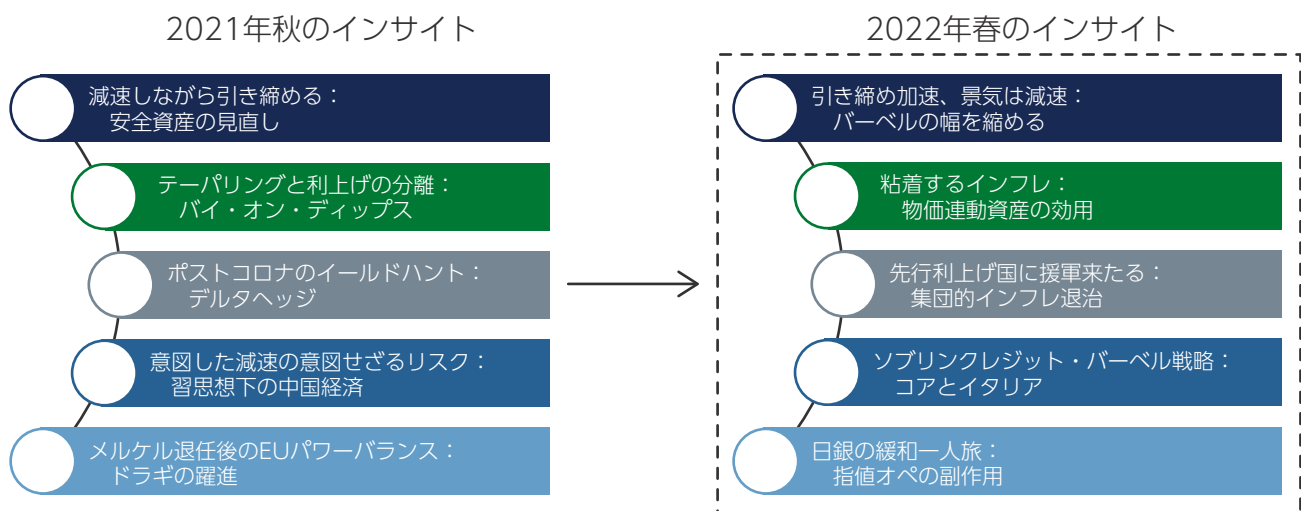 2021年秋のインサイト
減速しながら引き締める：
安全資産の見直し
テーパリングと利上げの分離：
バイ・オン・ディップス
ポストコロナのイールドハント：
デルタヘッジ
意図した減速の意図せざるリスク：
習思想下の中国経済
メルケル退任後のEUパワーバランス：
ドラギの躍進
2022年春のインサイト
引き締め加速、景気は減速：
バーベルの幅を縮める
粘着するインフレ：
物価連動資産の効用
先行利上げ国に援軍来たる：
集団的インフレ退治
ソブリンクレジット・バーベル戦略：
コアとイタリア
日銀の緩和一人旅：
指値オペの副作用